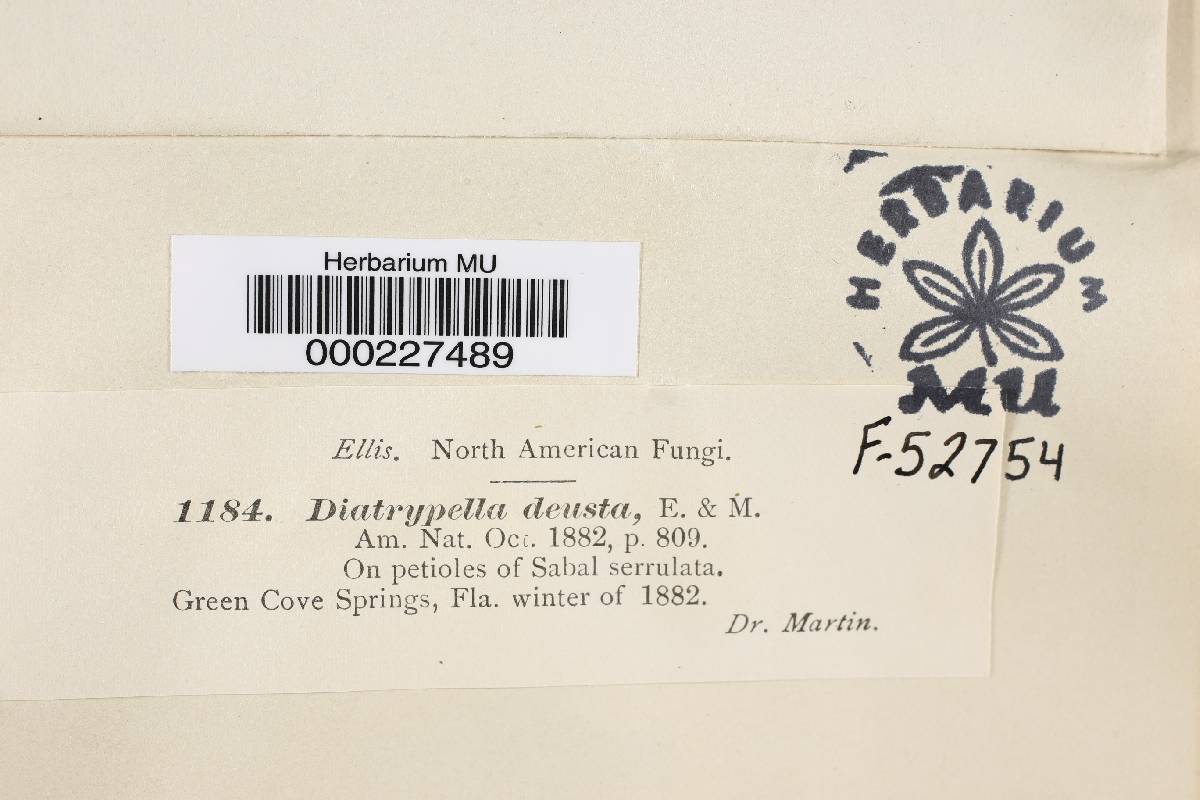 Herbarium MU
000227489
HERBARIUM
MU
F-52754
Ellis. North American Fungi.
1184. Diatrypella deusta, E. & M.
Am. Nat. Oct. 1882, p. 809.
On petioles of Sabal serrulata.
Green Cove Springs, Fla. winter of 1882.
Dr. Martin.